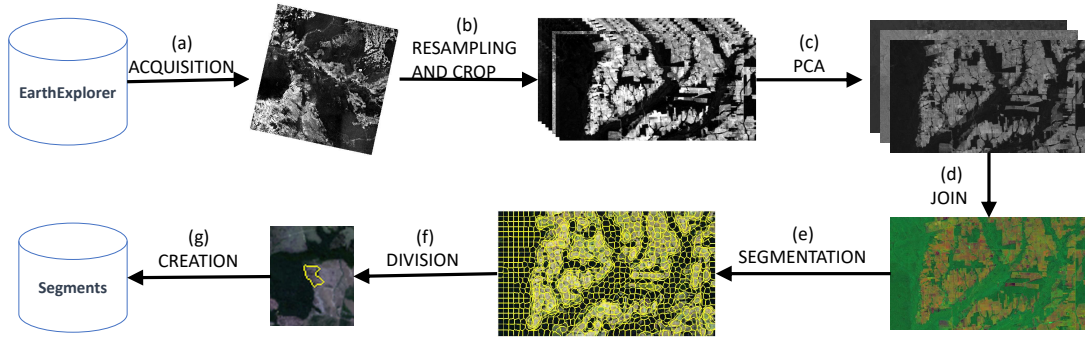 (a)
ACQUISITION
EarthExplorer
(b)
RESAMPLING
AND CROP
(c)
PCA
(d)
JOIN
(e)
SEGMENTATION
(f)
DIVISION
(g)
CREATION
Segments